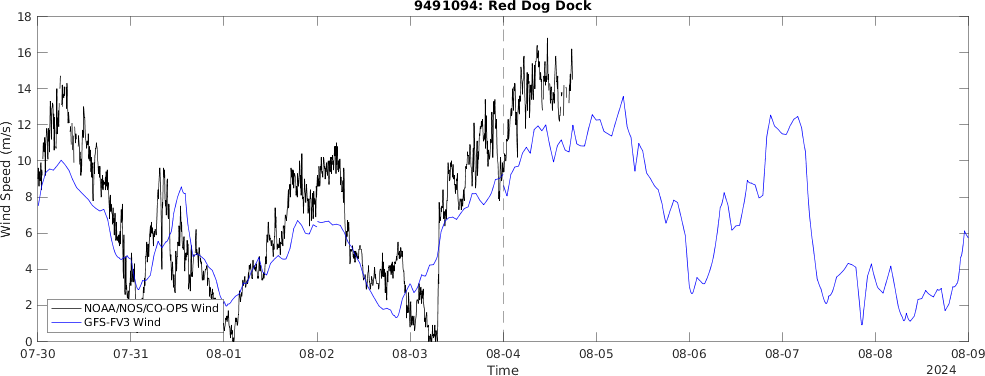 9491094: Red Dog Dock
Wind Speed (m/s)
18
16
14
12
10
8
6
4
2
0
NOAA/NOS/CO-OPS Wind
GFS-FV3 Wind
07-30 07-31 08-01 08-02 08-03 08-04 08-05 08-06 08-07 08-08 08-09
Time
2024